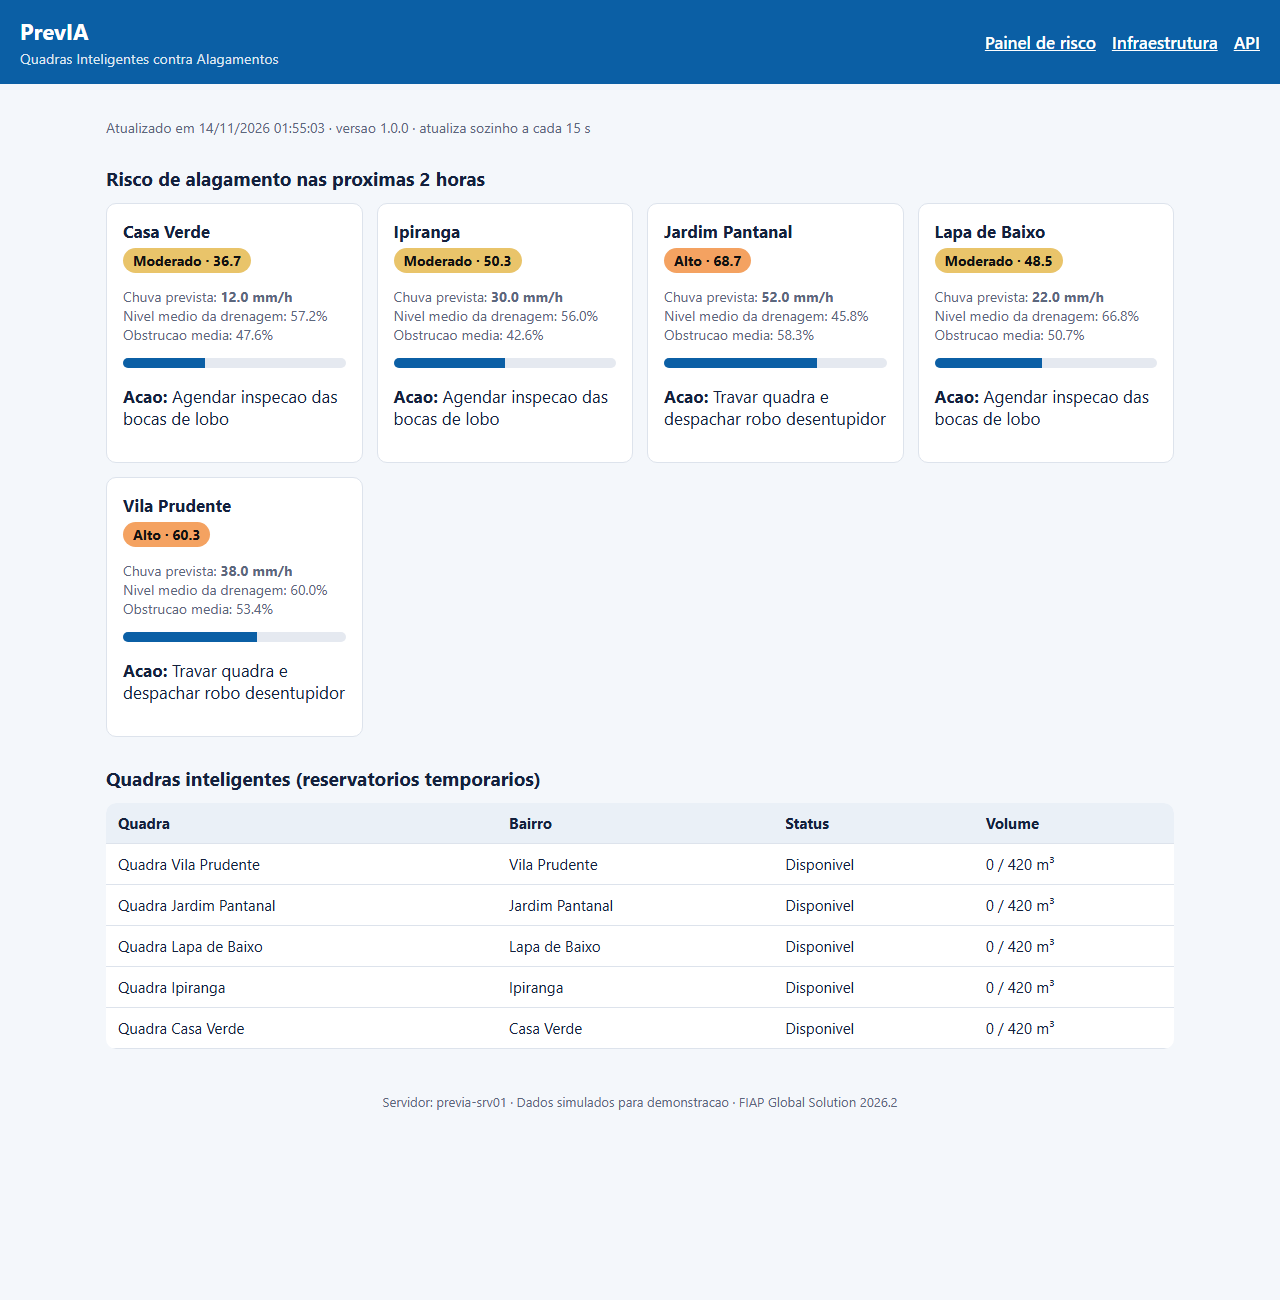 PrevIA
Quadras Inteligentes contra Alagamentos
Painel de risco Infraestrutura API
Atualizado em 14/11/2026 01:55:03 · versao 1.0.0 · atualiza sozinho a cada 15 s
Risco de alagamento nas proximas 2 horas
Casa Verde
Moderado · 36.7
Chuva prevista: 12.0 mm/h
Nivel medio da drenagem: 57.2%
Obstrucao media: 47.6%
Acao: Agendar inspecao das
bocas de lobo
Ipiranga
Moderado · 50.3
Chuva prevista: 30.0 mm/h
Nivel medio da drenagem: 56.0%
Obstrucao media: 42.6%
Acao: Agendar inspecao das
bocas de lobo
Jardim Pantanal
Alto · 68.7
Chuva prevista: 52.0 mm/h
Nivel medio da drenagem: 45.8%
Obstrucao media: 58.3%
Acao: Travar quadra e
despachar robo desentupidor
Lapa de Baixo
Moderado · 48.5
Chuva prevista: 22.0 mm/h
Nivel medio da drenagem: 66.8%
Obstrucao media: 50.7%
Acao: Agendar inspecao das
bocas de lobo
Vila Prudente
Alto · 60.3
Chuva prevista: 38.0 mm/h
Nivel medio da drenagem: 60.0%
Obstrucao media: 53.4%
Acao: Travar quadra e
despachar robo desentupidor
Quadras inteligentes (reservatorios temporarios)
Quadra Bairro Status Volume
Quadra Vila Prudente Vila Prudente Disponivel 0 / 420 m³
Quadra Jardim Pantanal Jardim Pantanal Disponivel 0 / 420 m³
Quadra Lapa de Baixo Lapa de Baixo Disponivel 0 / 420 m³
Quadra Ipiranga Ipiranga Disponivel 0 / 420 m³
Quadra Casa Verde Casa Verde Disponivel 0 / 420 m³
Servidor: previa-srv01 · Dados simulados para demonstracao · FIAP Global Solution 2026.2